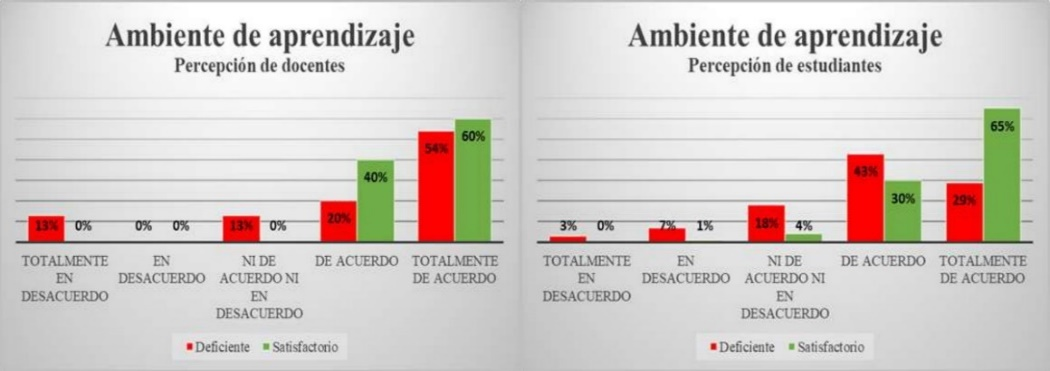 Ambiente de aprendizaje
Percepción de docentes
13% 0% 0% 0% 13% 0% 20% 40% 54% 60%
TOTALMENTE EN DESACUERDO
EN DESACUERDO
NI DE ACUERDO NI EN DESACUERDO
DE ACUERDO
TOTALMENTE DE ACUERDO
Deficiente Satisfactorio
Ambiente de aprendizaje
Percepción de estudiantes
3% 0% 7% 1% 18% 4% 43% 30% 29% 65%
TOTALMENTE EN DESACUERDO
EN DESACUERDO
NI DE ACUERDO NI EN DESACUERDO
DE ACUERDO
TOTALMENTE DE ACUERDO
Deficiente Satisfactorio